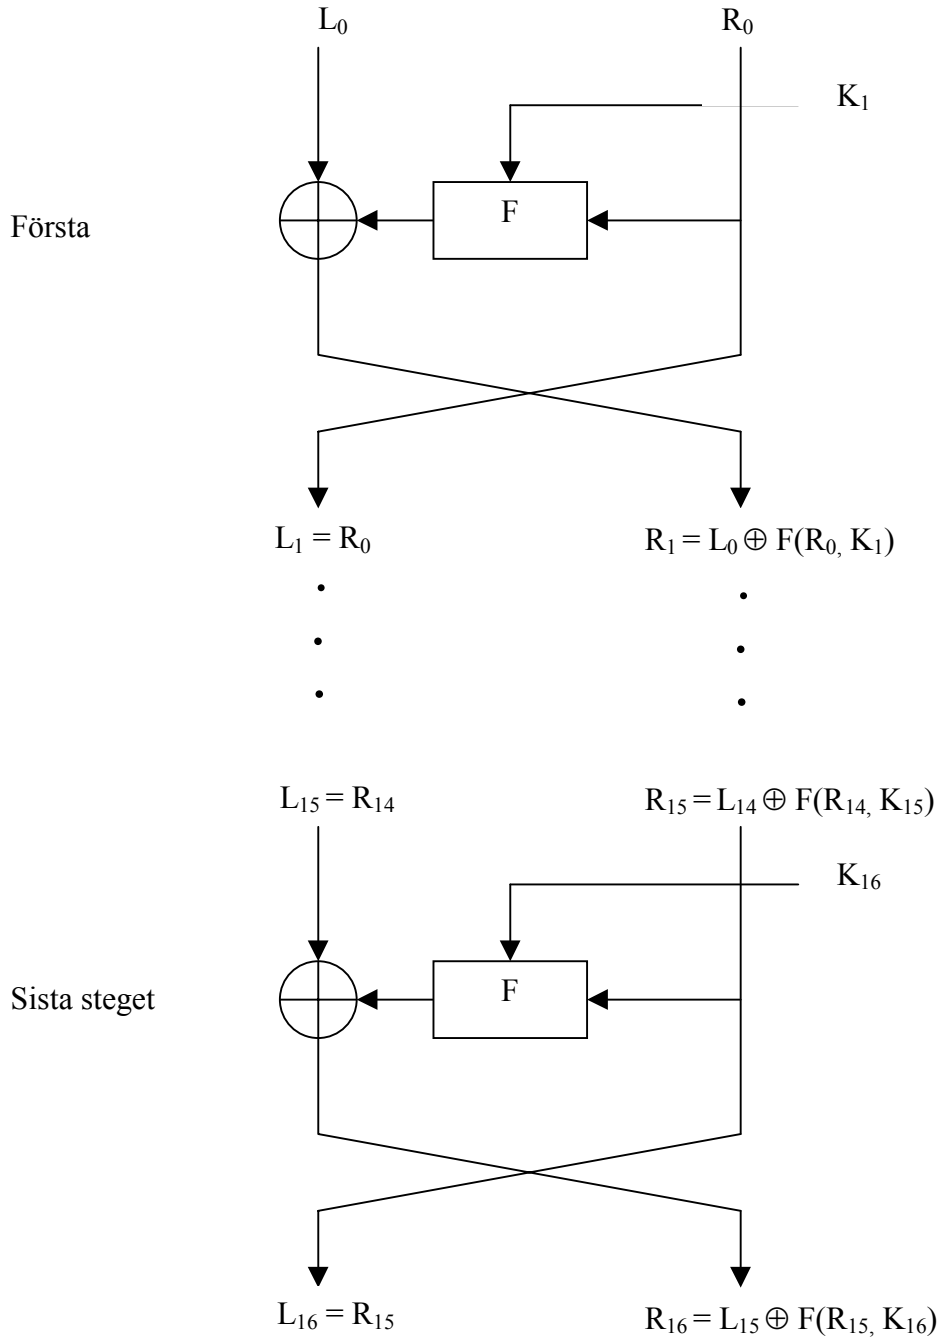 L₀ R₀
K₁
F
Första
L₁ = R₀ R₁ = L₀ ⊕ F(R₀, K₁)
L₁₅ = R₁₄ R₁₅ = L₁₄ ⊕ F(R₁₄, K₁₅)
K₁₆
F
Sista steget
L₁₆ = R₁₅ R₁₆ = L₁₅ ⊕ F(R₁₅, K₁₆)